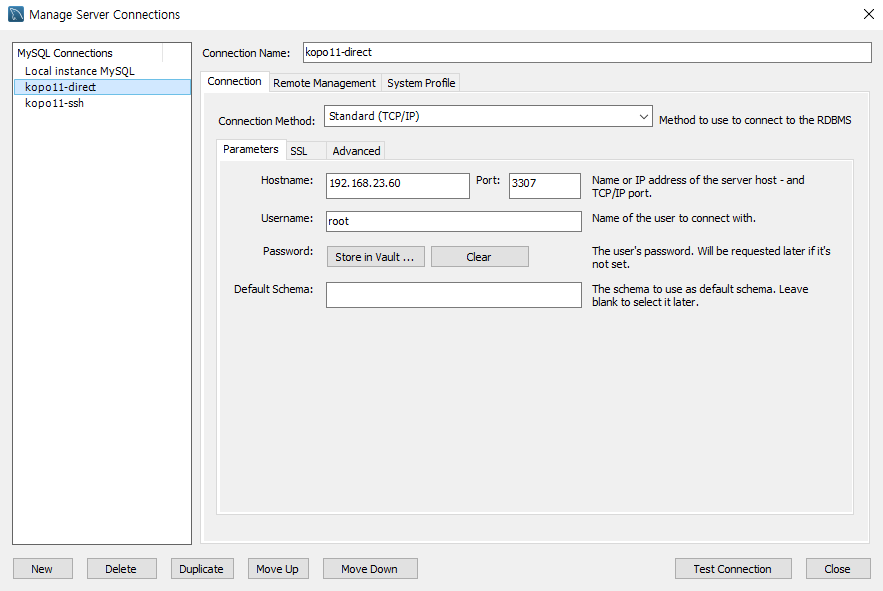 Manage Server Connections
MySQL Connections
Local instance MySQL
kopo11-direct
kopo11-ssh
Connection Name:
kopo11-direct
Connection
Remote Management
System Profile
Connection Method:
Standard (TCP/IP)
Method to use to connect to the RDBMS
Parameters
SSL
Advanced
Hostname:
192.168.23.60
Port:
3307
Name or IP address of the server host - and
TCP/IP port.
Username:
root
Name of the user to connect with.
Password:
Store in Vault ...
Clear
The user's password. Will be requested later if it's
not set.
Default Schema:
The schema to use as default schema. Leave
blank to select it later.
New
Delete
Duplicate
Move Up
Move Down
Test Connection
Close